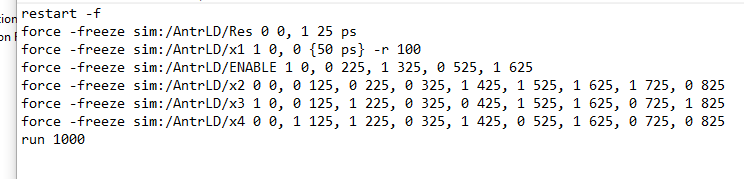 restart -f
force -freeze sim:/AntrLD/Res 0 0, 1 25 ps
force -freeze sim:/AntrLD/x1 1 0, 0 {50 ps} -r 100
force -freeze sim:/AntrLD/ENABLE 1 0, 0 225, 1 325, 0 525, 1 625
force -freeze sim:/AntrLD/x2 0 0, 0 125, 0 225, 0 325, 1 425, 1 525, 1 625, 1 725, 0 825
force -freeze sim:/AntrLD/x3 1 0, 0 125, 1 225, 0 325, 1 425, 1 525, 0 625, 0 725, 1 825
force -freeze sim:/AntrLD/x4 0 0, 1 125, 1 225, 0 325, 1 425, 0 525, 1 625, 0 725, 0 825
run 1000